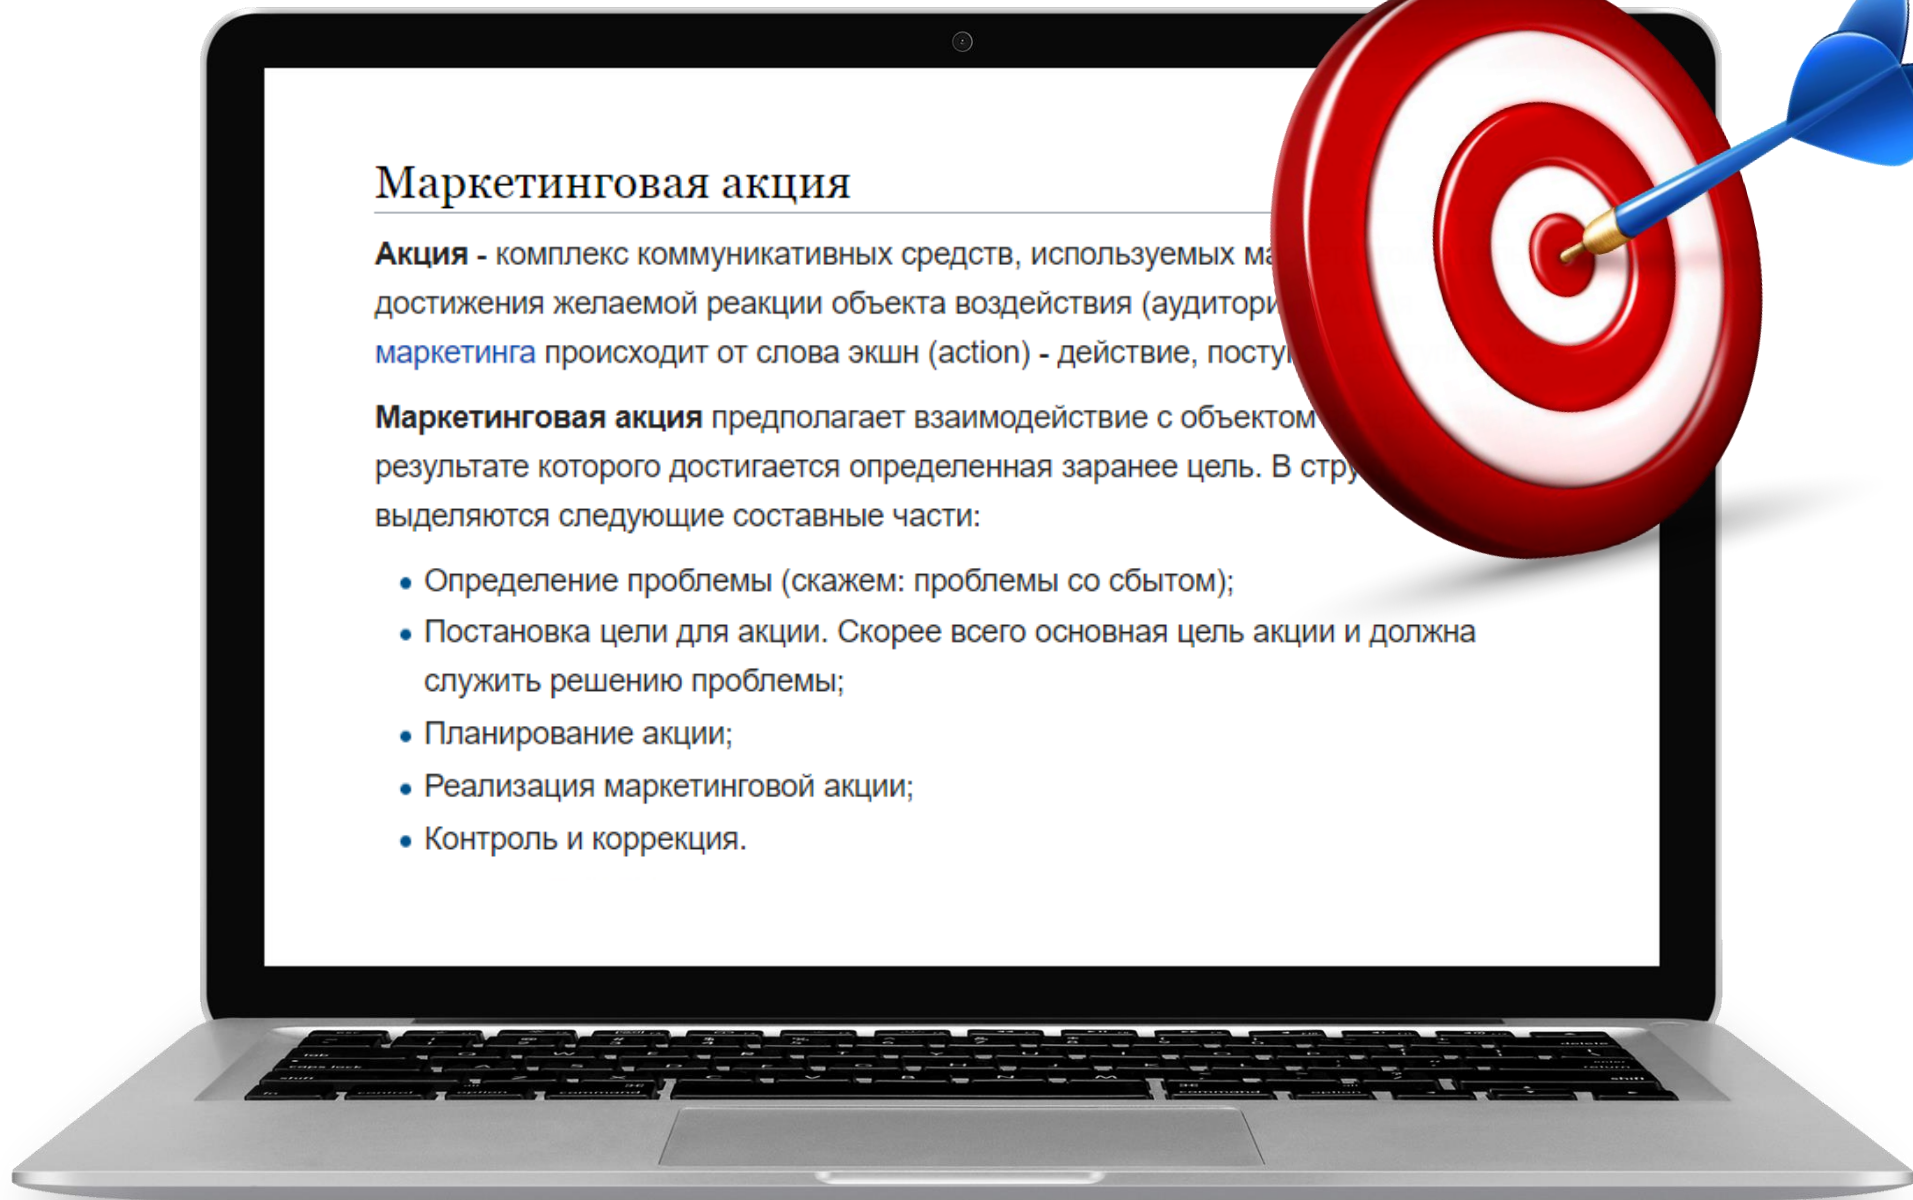 Маркетинговая акция
Акция - комплекс коммуникативных средств, используемых
достижения желаемой реакции объекта воздействия
маркетинга происходит от слова экшн (action) - действие,
Маркетинговая акция предполагает взаимодействие с объектом
результате которого достигается определенная заранее цель. В
выделяются следующие составные части:
• Определение проблемы (скажем: проблемы со сбытом);
• Постановка цели для акции. Скорее всего основная цель акции и должна
служить решению проблемы;
• Планирование акции;
• Реализация маркетинговой акции;
• Контроль и коррекция.